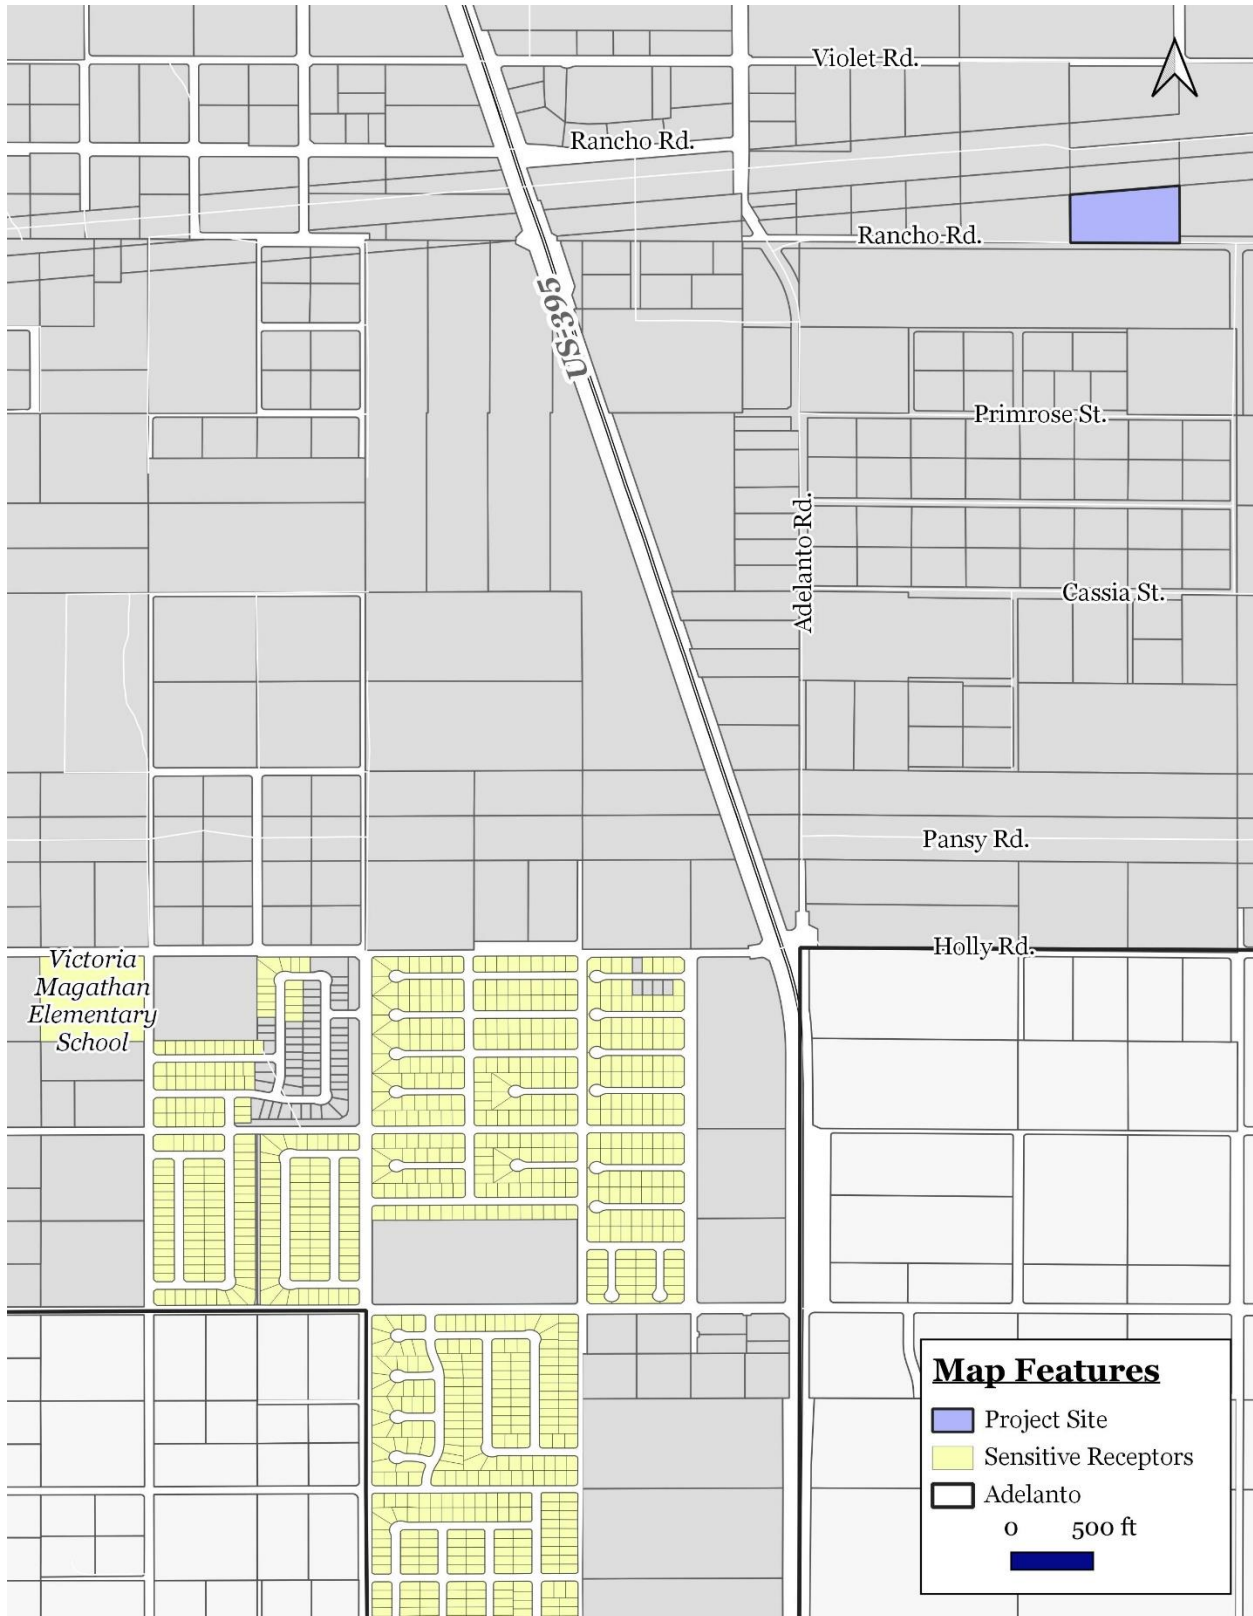 Violet Rd.
Rancho Rd.
Rancho Rd.
US-395
Primrose St.
Adelanto Rd.
Cassia St.
Pansy Rd.
Holly Rd.
Victoria
Magathan
Elementary
School
Map Features
Project Site
Sensitive Receptors
Adelanto
0 500 ft